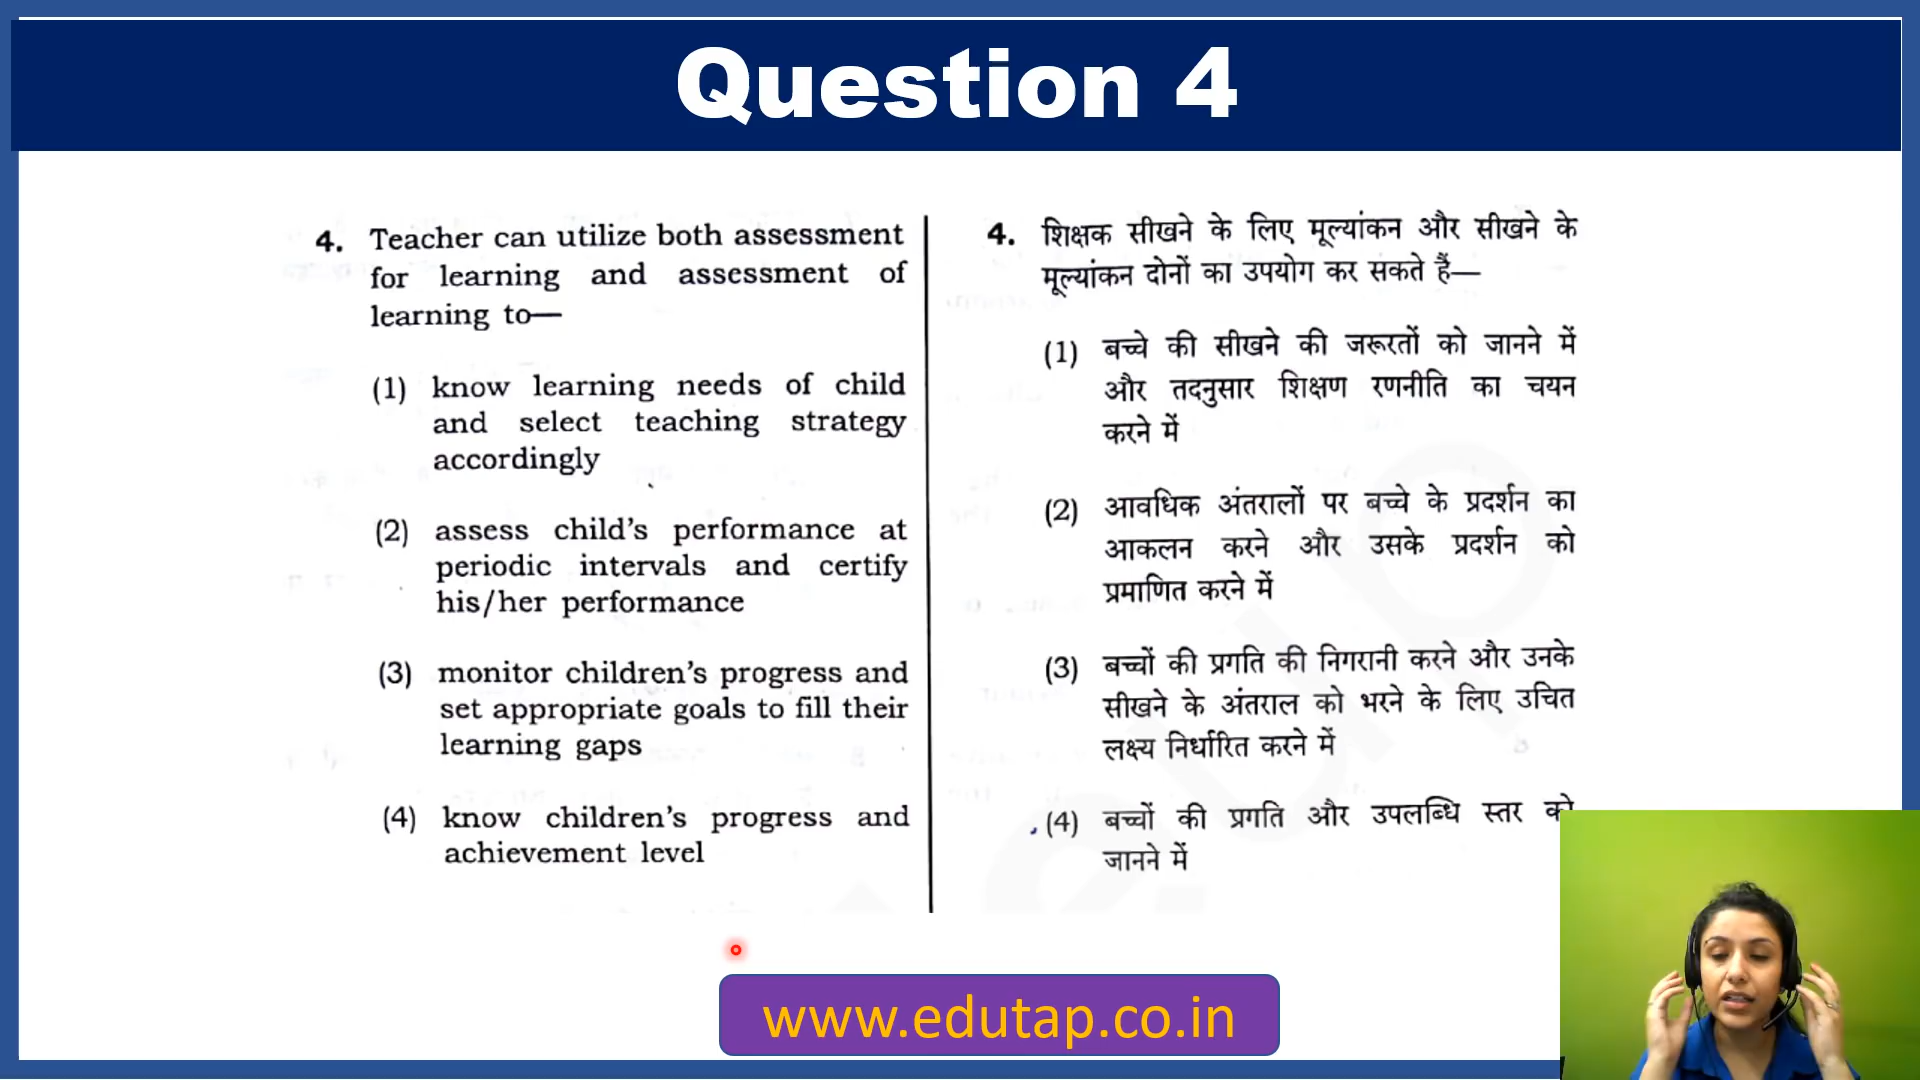 Question 4
4. Teacher can utilize both assessment
for learning and assessment of
learning to—
(1) know learning needs of child
and select teaching strategy
accordingly
(2) assess child's performance at
periodic intervals and certify
his/her performance
(3) monitor children's progress and
set appropriate goals to fill their
learning gaps
(4) know children's progress and
achievement level
4. शिक्षक सीखने के लिए मूल्यांकन और सीखने के
मूल्यांकन दोनों का उपयोग कर सकते हैं—
(1) बच्चे की सीखने की जरूरतों को जानने में
और तदनुसार शिक्षण रणनीति का चयन
करने में
(2) आवधिक अंतरालों पर बच्चे के प्रदर्शन का
आकलन करने और उसके प्रदर्शन को
प्रमाणित करने में
(3) बच्चों की प्रगति की निगरानी करने और उनके
सीखने के अंतराल को भरने के लिए उचित
लक्ष्य निर्धारित करने में
(4) बच्चों की प्रगति और उपलब्धि स्तर को
जानने में
www.edutap.co.in